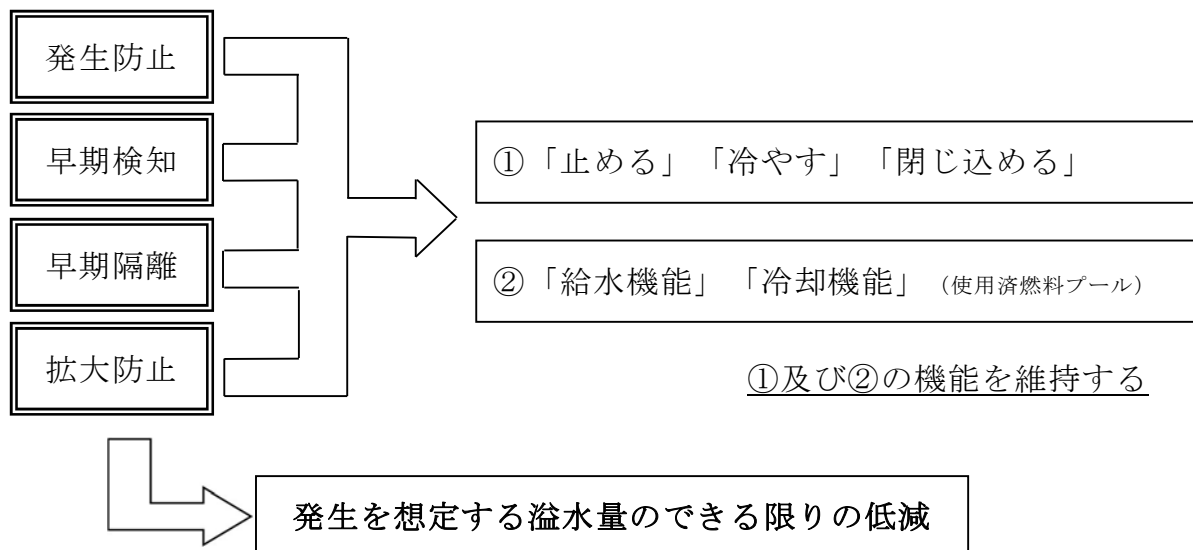 発生防止
早期検知
早期隔離
拡大防止
①「止める」「冷やす」「閉じ込める」
②「給水機能」「冷却機能」（使用済燃料プール）
①及び②の機能を維持する
発生を想定する溢水量のできる限りの低減